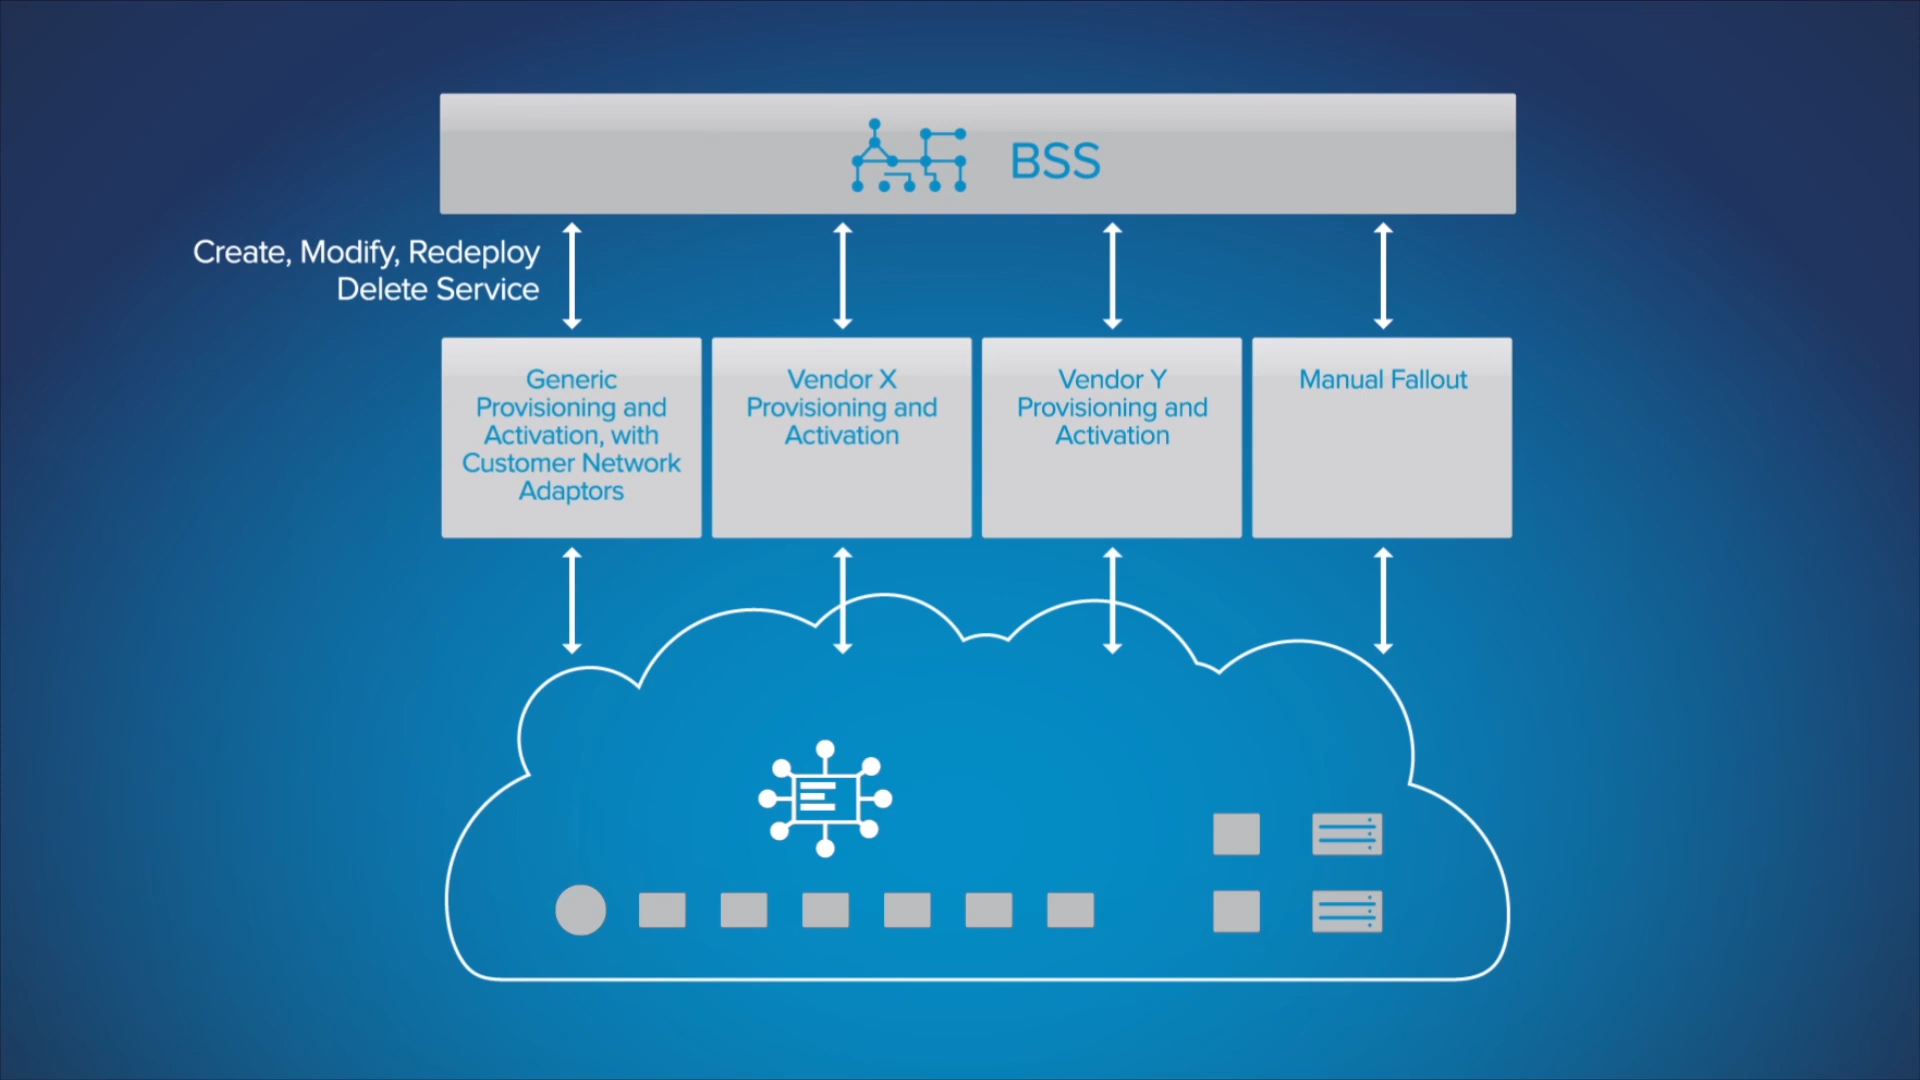 BSS
Create, Modify, Redeploy
Delete Service
Generic
Provisioning and
Activation, with
Customer Network
Adaptors
Vendor X
Provisioning and
Activation
Vendor Y
Provisioning and
Activation
Manual Fallout